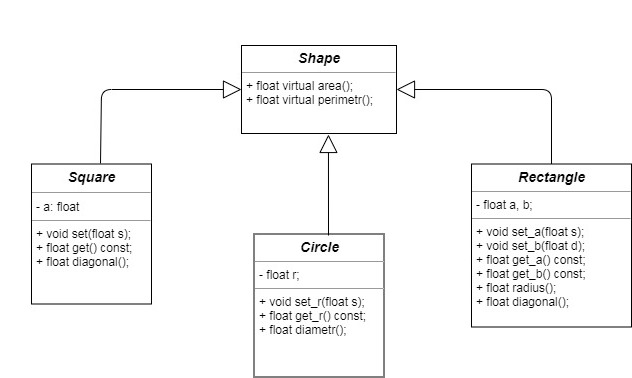 Shape
+ float virtual area();
+ float virtual perimetr();
Square
- a: float
+ void set(float s);
+ float get() const;
+ float diagonal();
Circle
- float r;
+ void set_r(float s);
+ float get_r() const;
+ float diametr();
Rectangle
- float a, b;
+ void set_a(float s);
+ void set_b(float d);
+ float get_a() const;
+ float get_b() const;
+ float radius();
+ float diagonal();